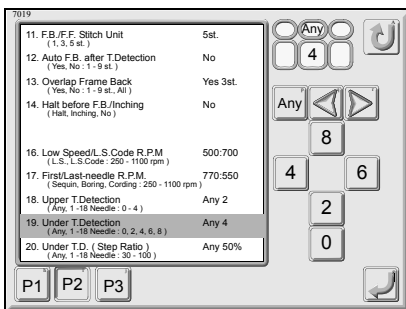 7019
11. F.B./F.F. Stitch Unit 5st.
( 1, 3, 5 st. )
12. Auto F.B. after T.Detection No
( Yes, No : 1 - 9 st. )
13. Overlap Frame Back Yes 3st.
( Yes, No : 1 - 9 st., All )
14. Halt before F.B./Inching No
( Halt, Inching, No )
16. Low Speed/L.S.Code R.P.M 500:700
( L.S., L.S.Code : 250 - 1100 rpm )
17. First/Last-needle R.P.M. 770:550
( Sequin, Boring, Cording : 250 - 1100 rpm )
18. Upper T.Detection Any 2
( Any, 1 -18 Needle : 0 - 4 )
19. Under T.Detection Any 4
( Any, 1 -18 Needle : 0, 2, 4, 6, 8 )
20. Under T.D. ( Step Ratio ) Any 50%
( Any, 1 -18 Needle : 30 - 100 )
Any
4
Any
8
4 6
2
0
P1 P2 P3